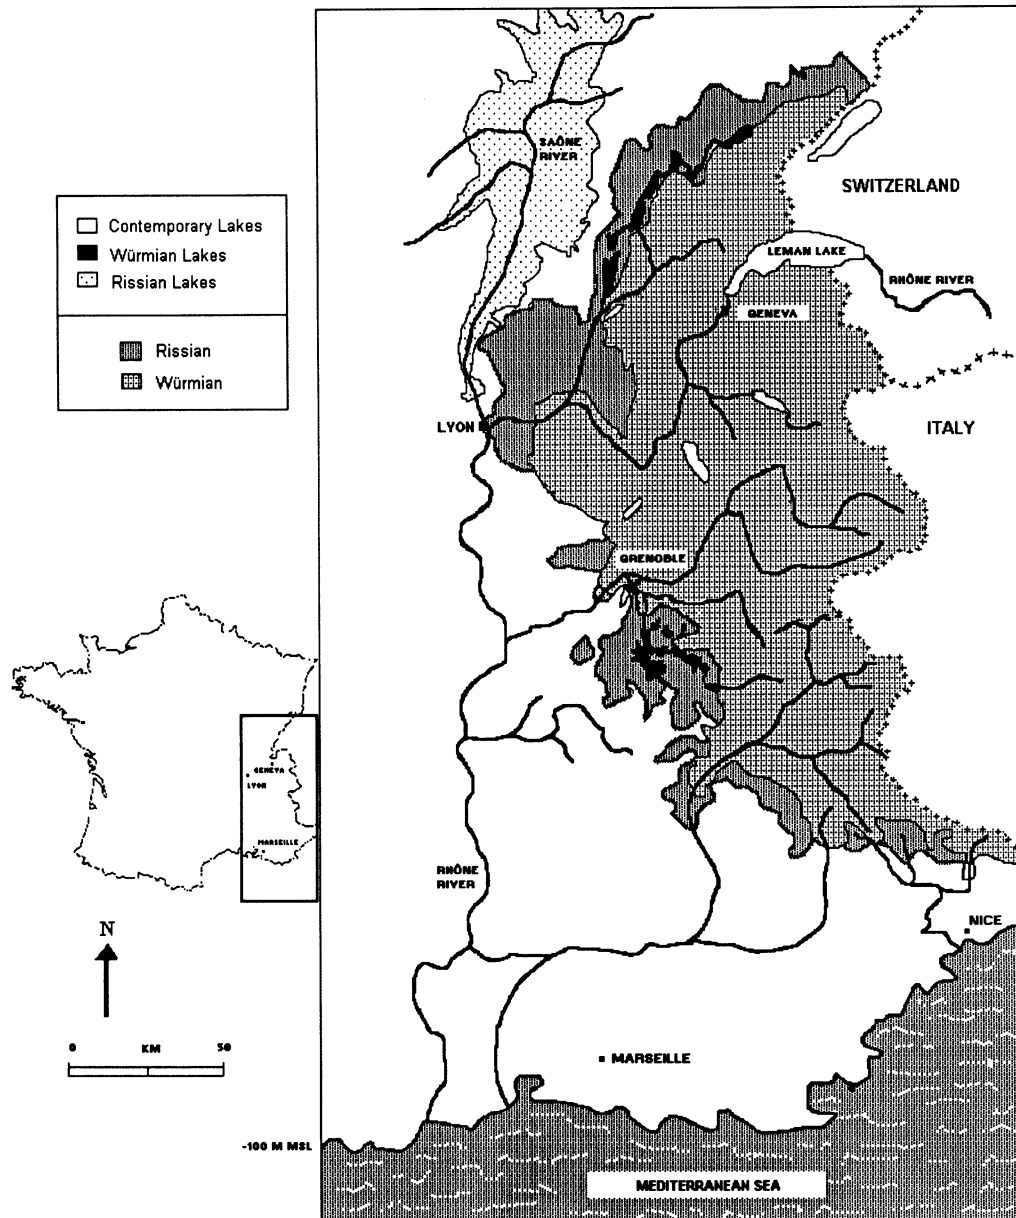 SAÔNE
RIVER
SWITZERLAND
Contemporary Lakes
Würmian Lakes
Rissian Lakes
Rissian
Würmian
LEMAN LAKE
RHÔNE RIVER
GENEVA
LYON
ITALY
GRENOBLE
GENEVA
LYON
MARSEILLE
RHÔNE
RIVER
NICE
N
0 KM 50
MARSEILLE
-100 M MSL
MEDITERRANEAN SEA